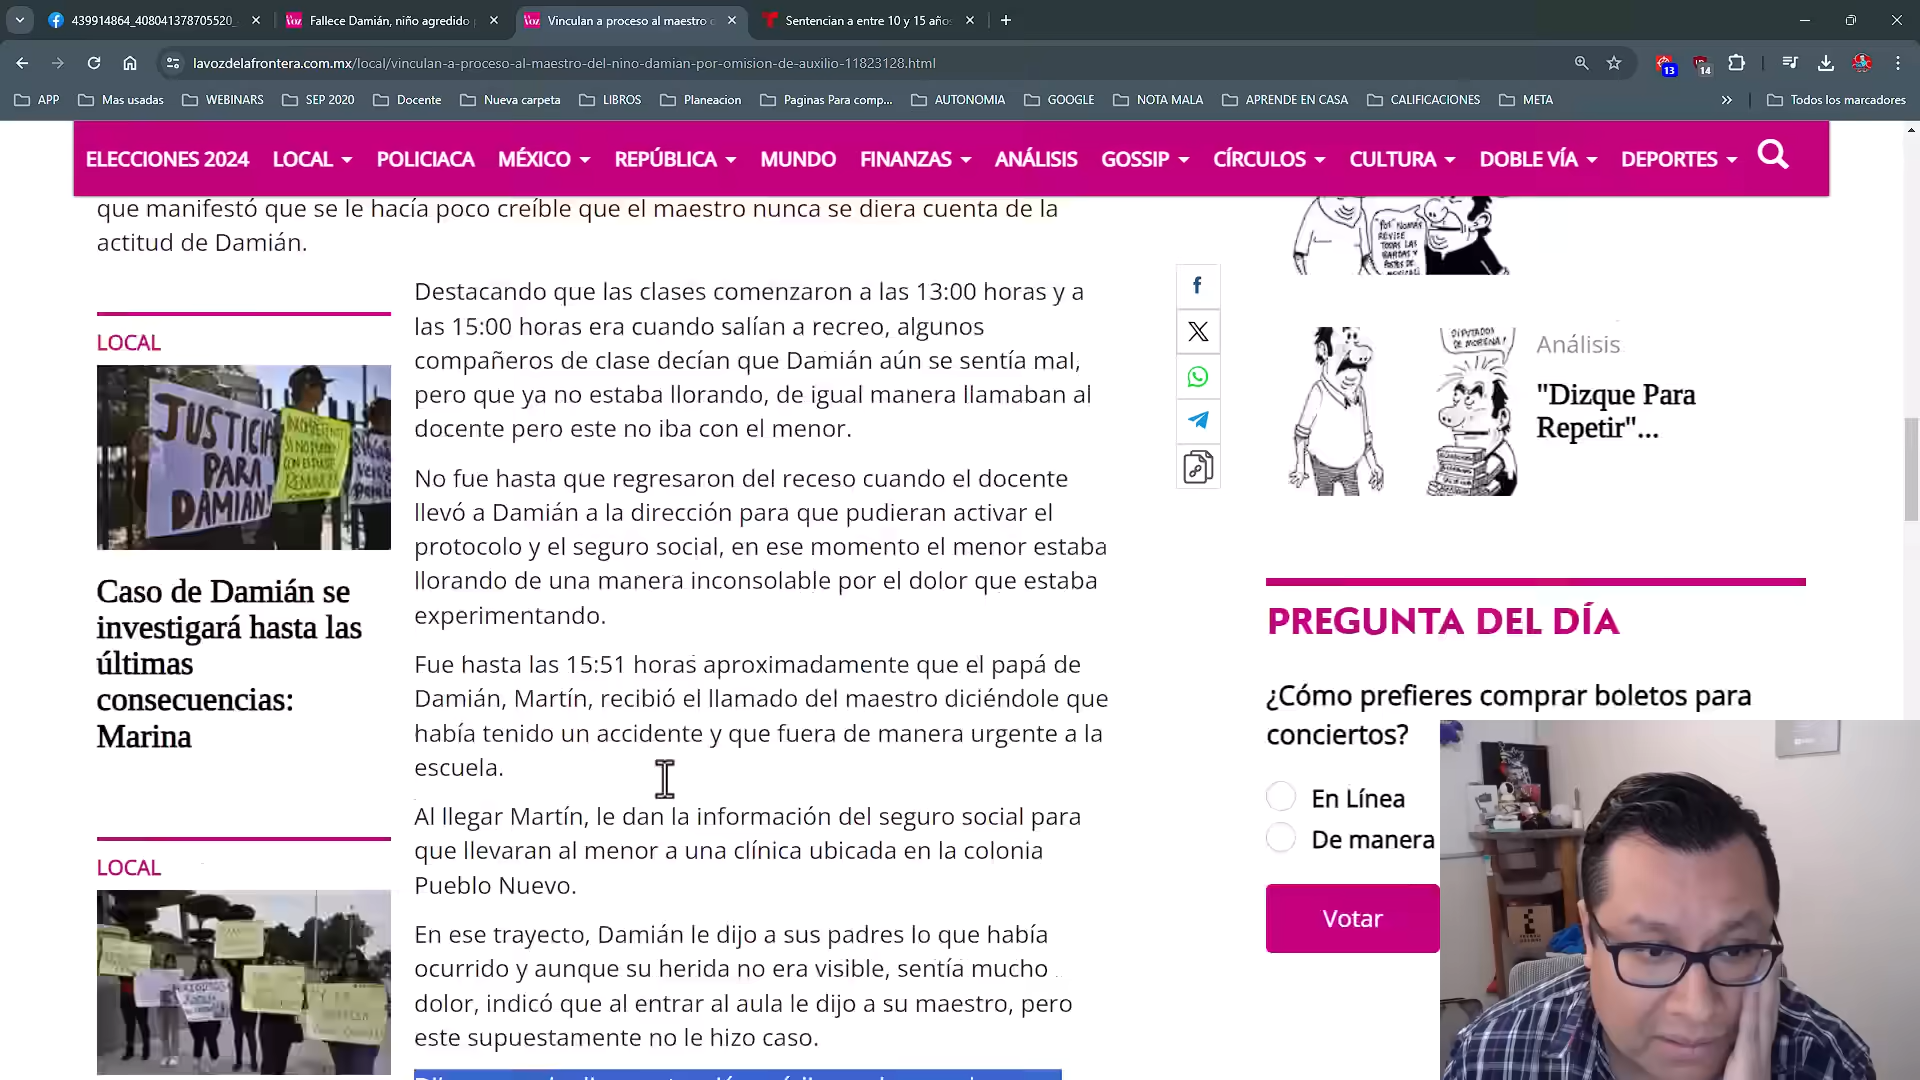 439914864_408041378705520_
Fallece Damián, niño agredido
Vinculan a proceso al maestro
Sentencian a entre 10 y 15 año
lavozdelafrontera.com.mx/local/vinculan-a-proceso-al-maestro-del-nino-damian-por-omision-de-auxilio-11823128.html
13
14
APP
Mas usadas
WEBINARS
SEP 2020
Docente
Nueva carpeta
LIBROS
Planeacion
Paginas Para comp...
AUTONOMIA
GOOGLE
NOTA MALA
APRENDE EN CASA
CALIFICACIONES
META
Todos los marcadores
ELECCIONES 2024
LOCAL
POLICIACA
MÉXICO
REPÚBLICA
MUNDO
FINANZAS
ANÁLISIS
GOSSIP
CÍRCULOS
CULTURA
DOBLE VÍA
DEPORTES
que manifestó que se le hacía poco creíble que el maestro nunca se diera cuenta de la
actitud de Damián.
LOCAL
JUSTICIA
PARA
DAMIAN
Caso de Damián se
investigará hasta las
últimas
consecuencias:
Marina
LOCAL
Destacando que las clases comenzaron a las 13:00 horas y a
las 15:00 horas era cuando salían a recreo, algunos
compañeros de clase decían que Damián aún se sentía mal,
pero que ya no estaba llorando, de igual manera llamaban al
docente pero este no iba con el menor.
No fue hasta que regresaron del receso cuando el docente
llevó a Damián a la dirección para que pudieran activar el
protocolo y el seguro social, en ese momento el menor estaba
llorando de una manera inconsolable por el dolor que estaba
experimentando.
Fue hasta las 15:51 horas aproximadamente que el papá de
Damián, Martín, recibió el llamado del maestro diciéndole que
había tenido un accidente y que fuera de manera urgente a la
escuela.
Al llegar Martín, le dan la información del seguro social para
que llevaran al menor a una clínica ubicada en la colonia
Pueblo Nuevo.
En ese trayecto, Damián le dijo a sus padres lo que había
ocurrido y aunque su herida no era visible, sentía mucho
dolor, indicó que al entrar al aula le dijo a su maestro, pero
este supuestamente no le hizo caso.
Análisis
"Dizque Para
Repetir"...
PREGUNTA DEL DÍA
¿Cómo prefieres comprar boletos para
conciertos?
En Línea
De manera
Votar